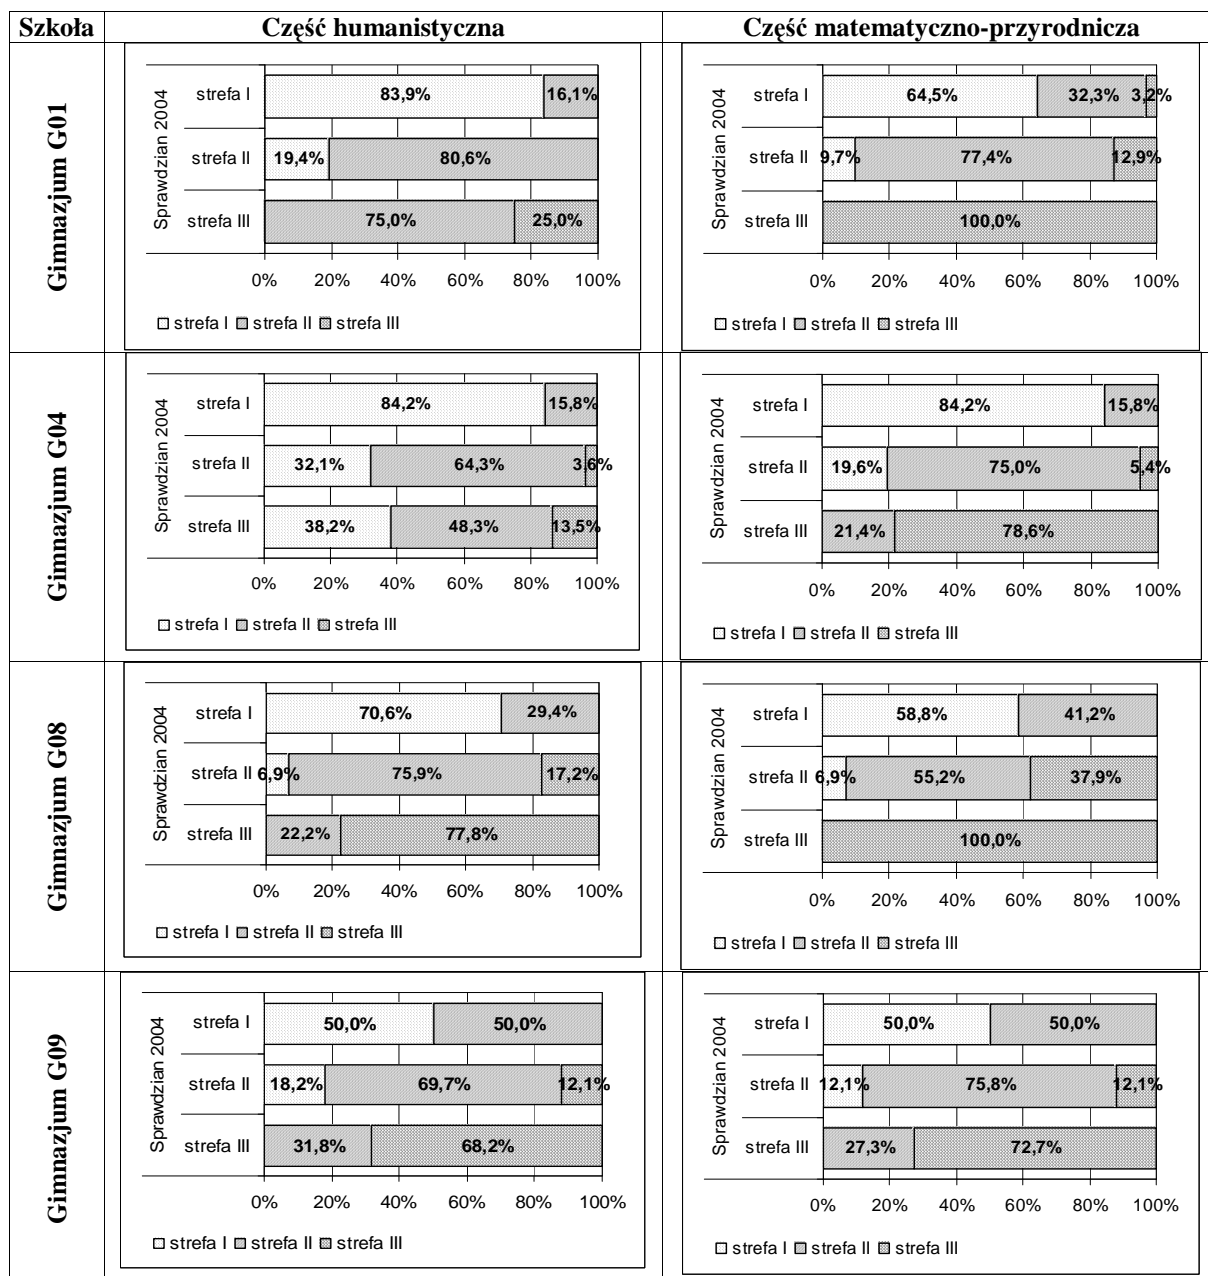 Szkoła Część humanistyczna Część matematyczno-przyrodnicza
Gimnazjum G01
Sprawdzian 2004
strefa I 83,9% 16,1%
strefa II 19,4% 80,6%
strefa III 75,0% 25,0%
0% 20% 40% 60% 80% 100%
strefa I strefa II strefa III
Sprawdzian 2004
strefa I 64,5% 32,3% 3,2%
strefa II 9,7% 77,4% 12,9%
strefa III 100,0%
0% 20% 40% 60% 80% 100%
strefa I strefa II strefa III
Gimnazjum G04
Sprawdzian 2004
strefa I 84,2% 15,8%
strefa II 32,1% 64,3% 3,6%
strefa III 38,2% 48,3% 13,5%
0% 20% 40% 60% 80% 100%
strefa I strefa II strefa III
Sprawdzian 2004
strefa I 84,2% 15,8%
strefa II 19,6% 75,0% 5,4%
strefa III 21,4% 78,6%
0% 20% 40% 60% 80% 100%
strefa I strefa II strefa III
Gimnazjum G08
Sprawdzian 2004
strefa I 70,6% 29,4%
strefa II 6,9% 75,9% 17,2%
strefa III 22,2% 77,8%
0% 20% 40% 60% 80% 100%
strefa I strefa II strefa III
Sprawdzian 2004
strefa I 58,8% 41,2%
strefa II 6,9% 55,2% 37,9%
strefa III 100,0%
0% 20% 40% 60% 80% 100%
strefa I strefa II strefa III
Gimnazjum G09
Sprawdzian 2004
strefa I 50,0% 50,0%
strefa II 18,2% 69,7% 12,1%
strefa III 31,8% 68,2%
0% 20% 40% 60% 80% 100%
strefa I strefa II strefa III
Sprawdzian 2004
strefa I 50,0% 50,0%
strefa II 12,1% 75,8% 12,1%
strefa III 27,3% 72,7%
0% 20% 40% 60% 80% 100%
strefa I strefa II strefa III